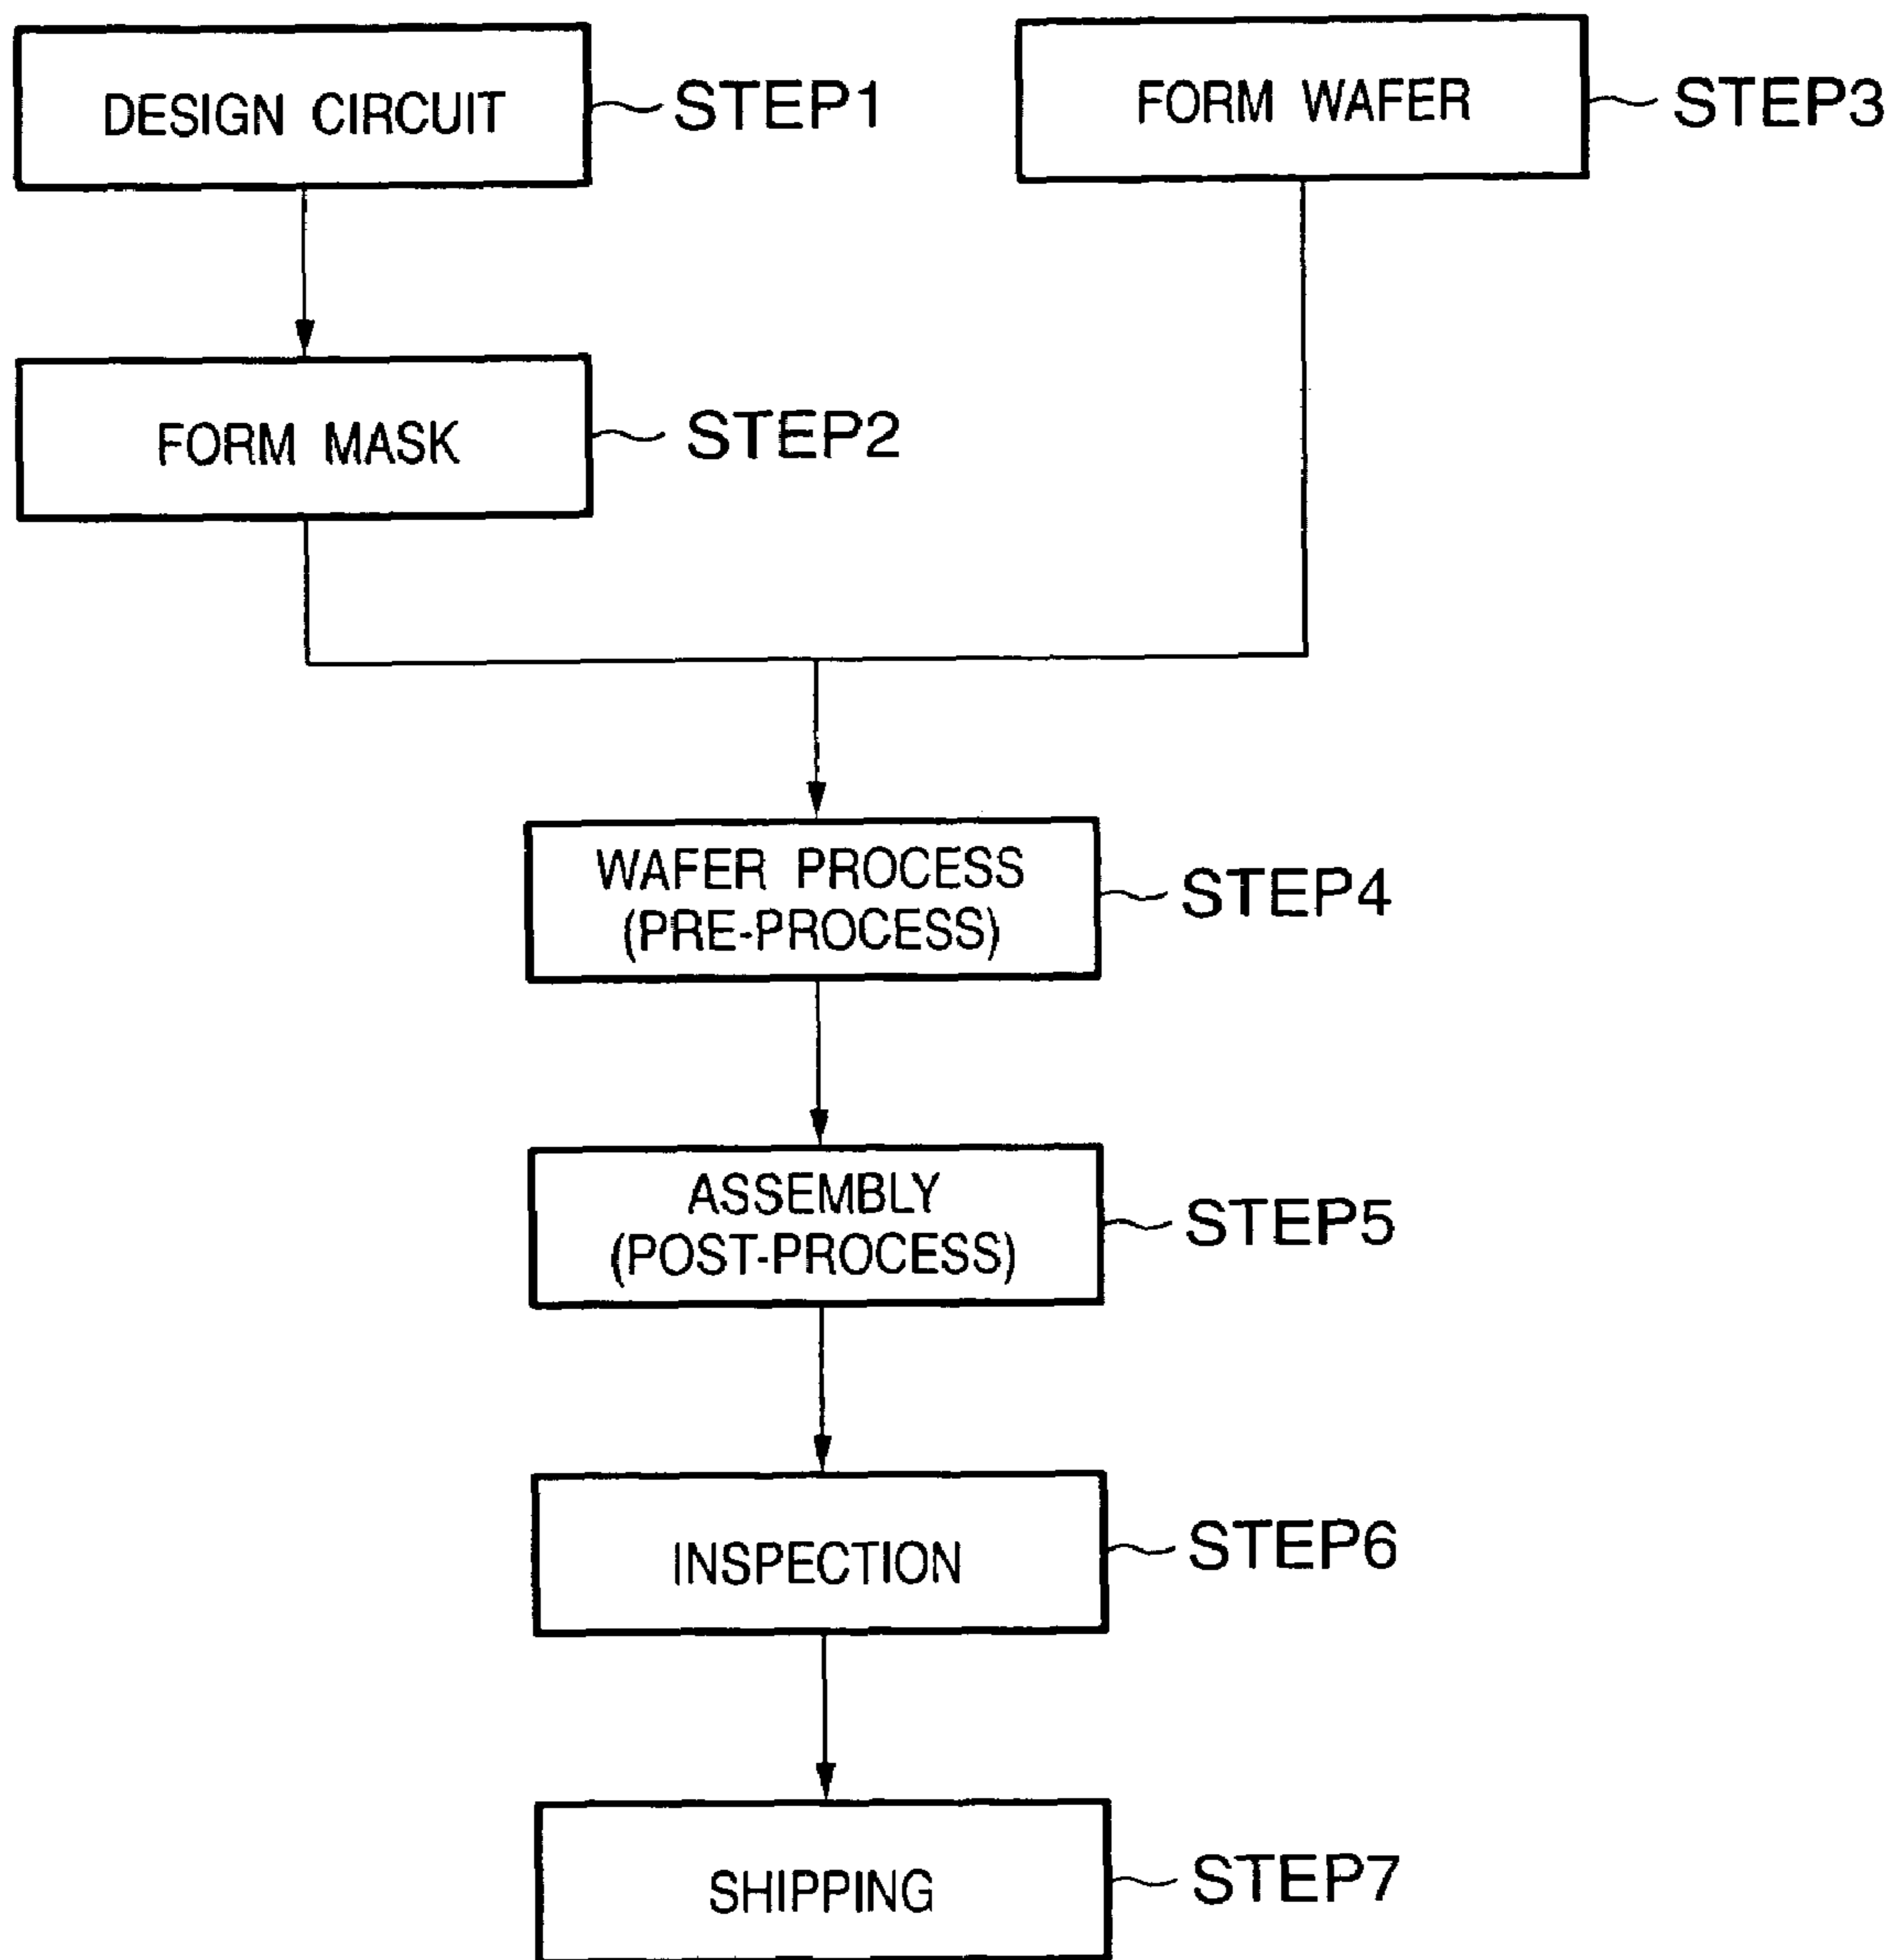 DESIGN CIRCUIT
STEP1
FORM WAFER
STEP3
FORM MASK
STEP2
WAFER PROCESS
(PRE-PROCESS)
STEP4
ASSEMBLY
(POST-PROCESS)
STEP5
INSPECTION
STEP6
SHIPPING
STEP7